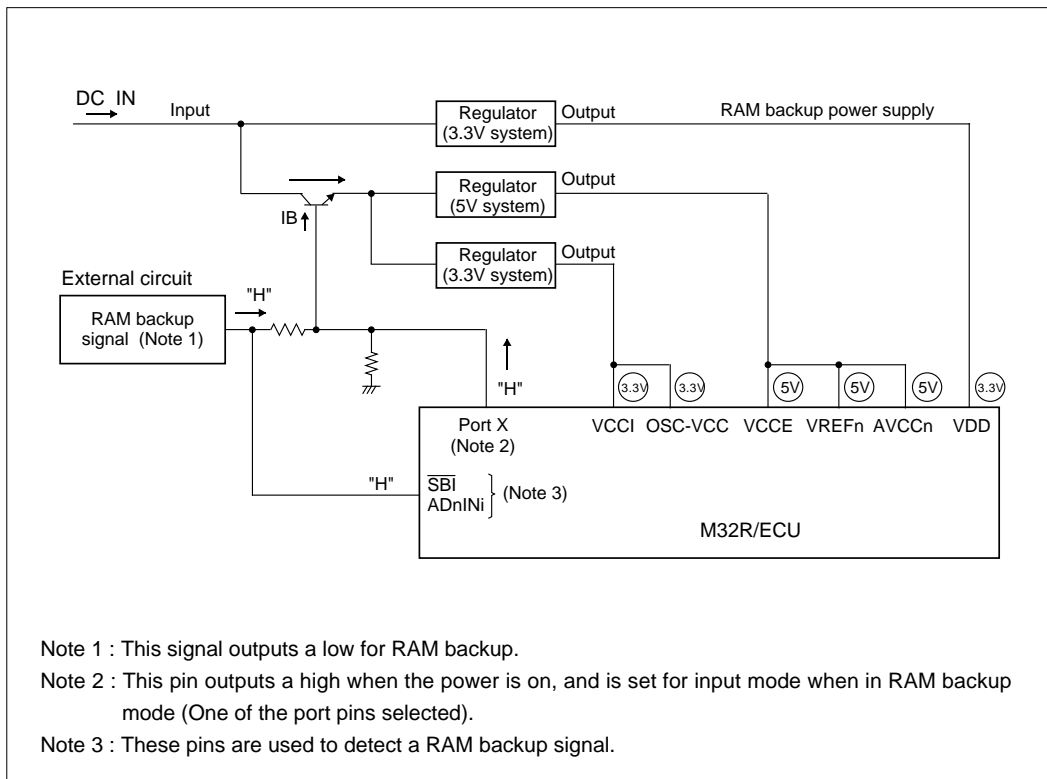 DC IN
Input
Regulator
(3.3V system)
Output
RAM backup power supply
Regulator
(5V system)
Output
IB
Regulator
(3.3V system)
Output
External circuit
RAM backup
signal (Note 1)
"H"
"H"
3.3V
3.3V
5V
5V
5V
3.3V
Port X
(Note 2)
VCCI
OSC-VCC
VCCE
VREFn
AVCCn
VDD
"H"
SBI
ADnINi
(Note 3)
M32R/ECU
Note 1 : This signal outputs a low for RAM backup.
Note 2 : This pin outputs a high when the power is on, and is set for input mode when in RAM backup
mode (One of the port pins selected).
Note 3 : These pins are used to detect a RAM backup signal.